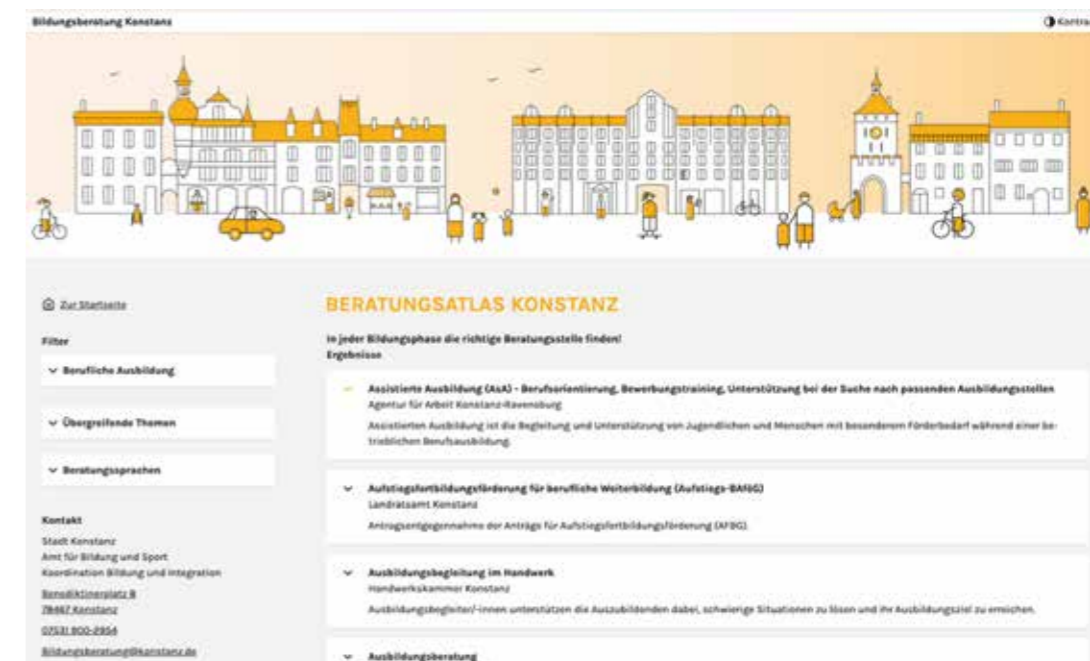 Bildungsberatung Konstanz
Kontra
Zur Startseite
Filter
Berufliche Ausbildung
Übergreifende Themen
Beratungssprachen
Kontakt
Stadt Konstanz
Amt für Bildung und Sport
Koordination Bildung und Integration
Benediktinerplatz 8
78467 Konstanz
07531 900-2954
Bildungsberatung@konstanz.de
BERATUNGSATLAS KONSTANZ
In jeder Bildungsphase die richtige Beratungsstelle finden!
Ergebnisse
Assistierte Ausbildung (AsA) - Berufsorientierung, Bewerbungstraining, Unterstützung bei der Suche nach passenden Ausbildungsstellen
Agentur für Arbeit Konstanz-Ravensburg
Assistierten Ausbildung ist die Begleitung und Unterstützung von Jugendlichen und Menschen mit besonderem Förderbedarf während einer be-
trieblichen Berufsausbildung.
Aufstiegsfortbildungsförderung für berufliche Weiterbildung (Aufstiegs-BAföG)
Landratsamt Konstanz
Antragsentgegennahme der Anträge für Aufstiegsfortbildungsförderung (AFBG).
Ausbildungsbegleitung im Handwerk
Handwerkskammer Konstanz
Ausbildungsbegleiter/-innen unterstützen die Auszubildenden dabei, schwierige Situationen zu lösen und ihr Ausbildungsziel zu erreichen.
Ausbildungsberatung